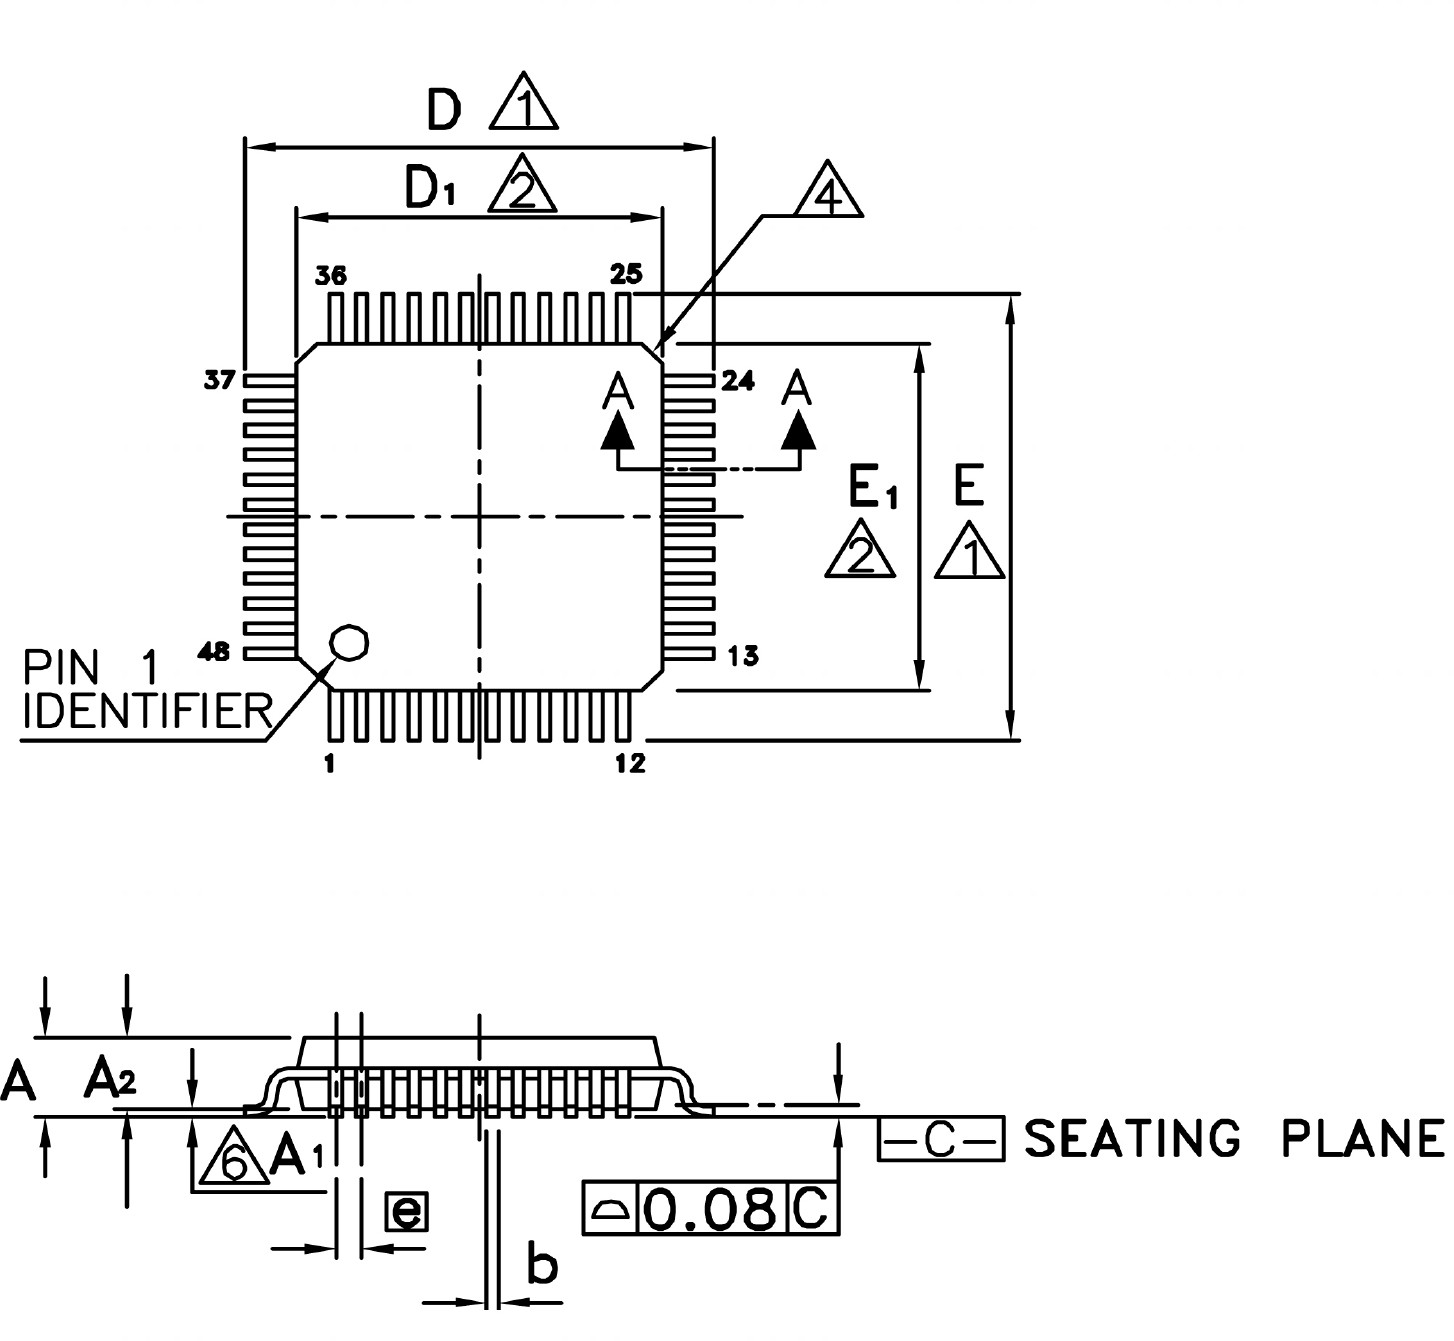 D 1
D1 2
4
36 25
37 24
A A
E1 E
2 1
48 13
PIN 1
IDENTIFIER
1 12
A A2
6 A1
-C- SEATING PLANE
e
⌓ 0.08 C
b